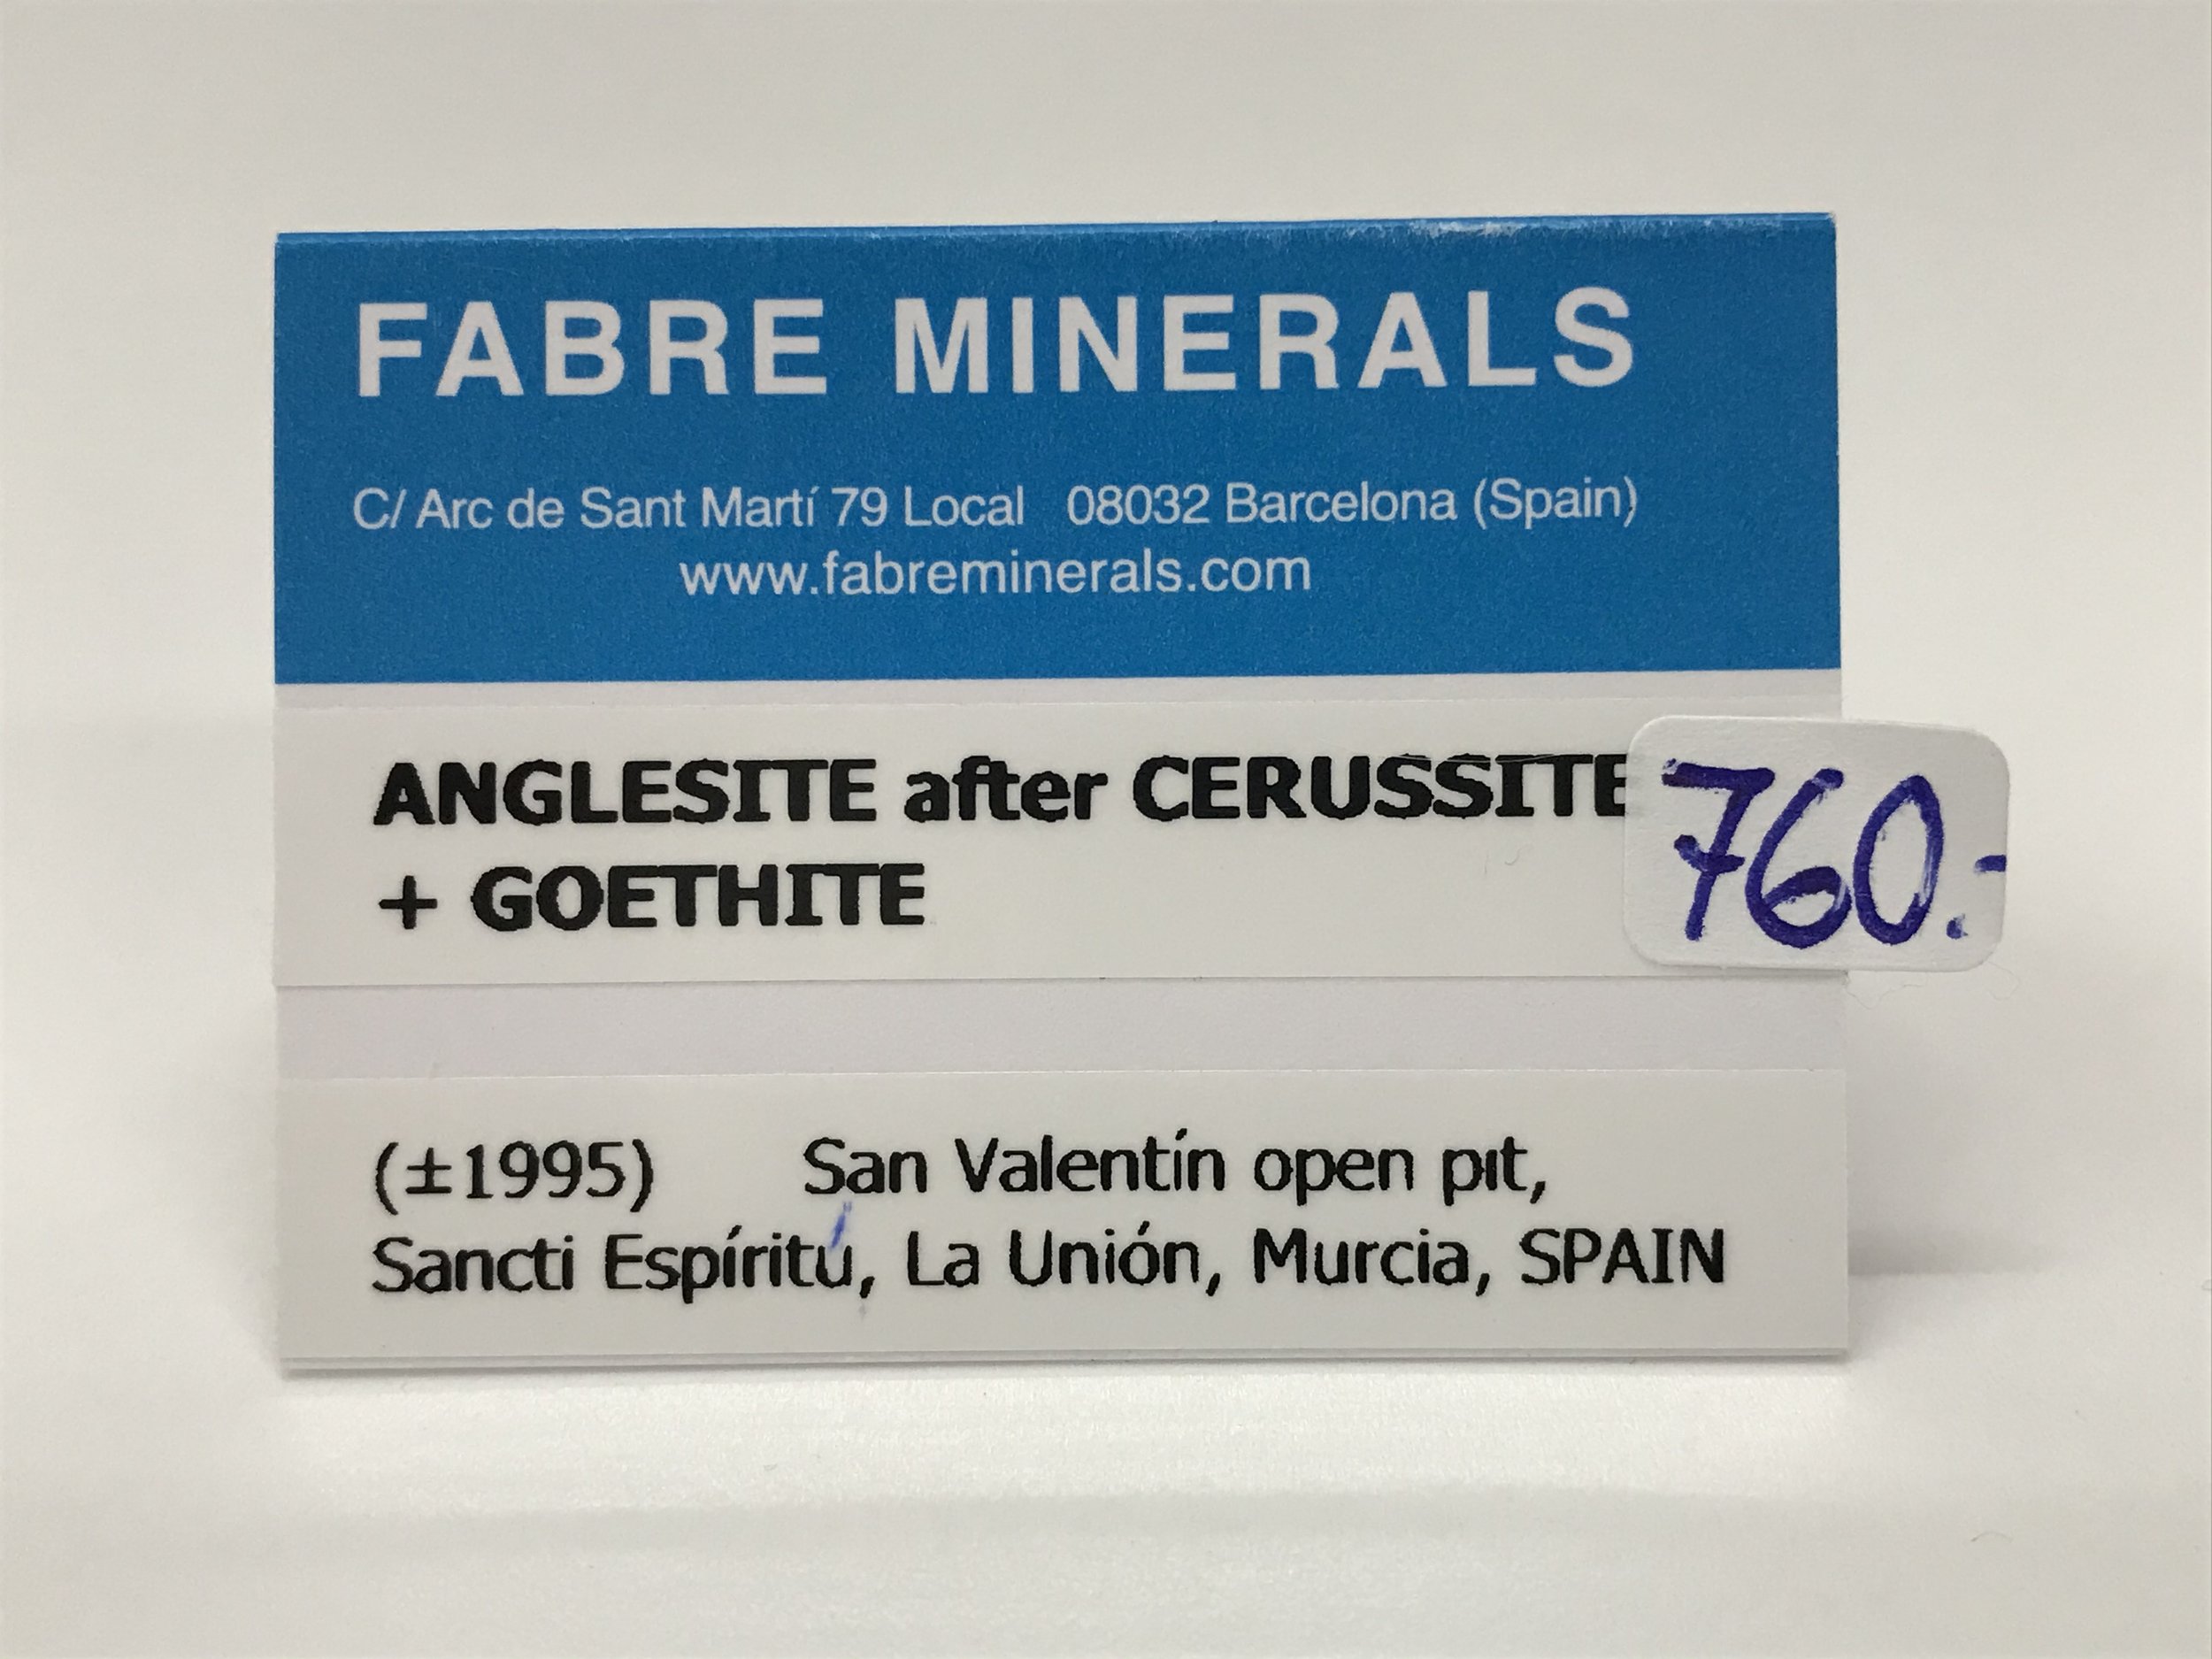 FABRE MINERALS
C/ Arc de Sant Martí 79 Local 08032 Barcelona (Spain)
www.fabreminerals.com
ANGLESITE after CERUSSITE
760.-
+ GOETHITE
(±1995) San Valentín open pit,
Sancti Espíritú, La Unión, Murcia, SPAIN